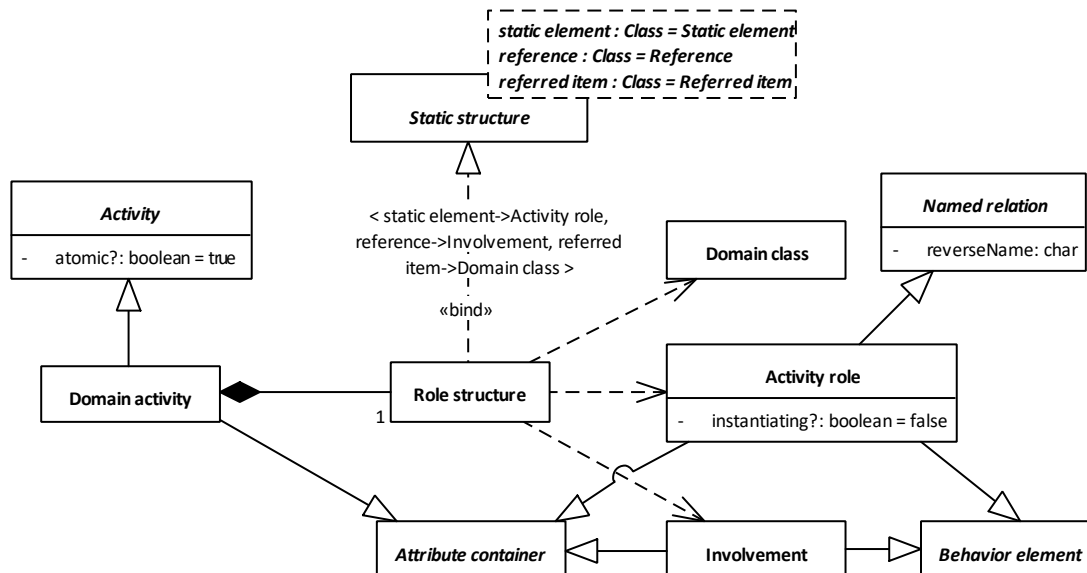 static element : Class = Static element
reference : Class = Reference
referred item : Class = Referred item
Static structure
Activity
- atomic?: boolean = true
< static element->Activity role,
reference->Involvement, referred
item->Domain class >
«bind»
Named relation
- reverseName: char
Domain class
Domain activity
1
Role structure
Activity role
- instantiating?: boolean = false
Attribute container
Involvement
Behavior element